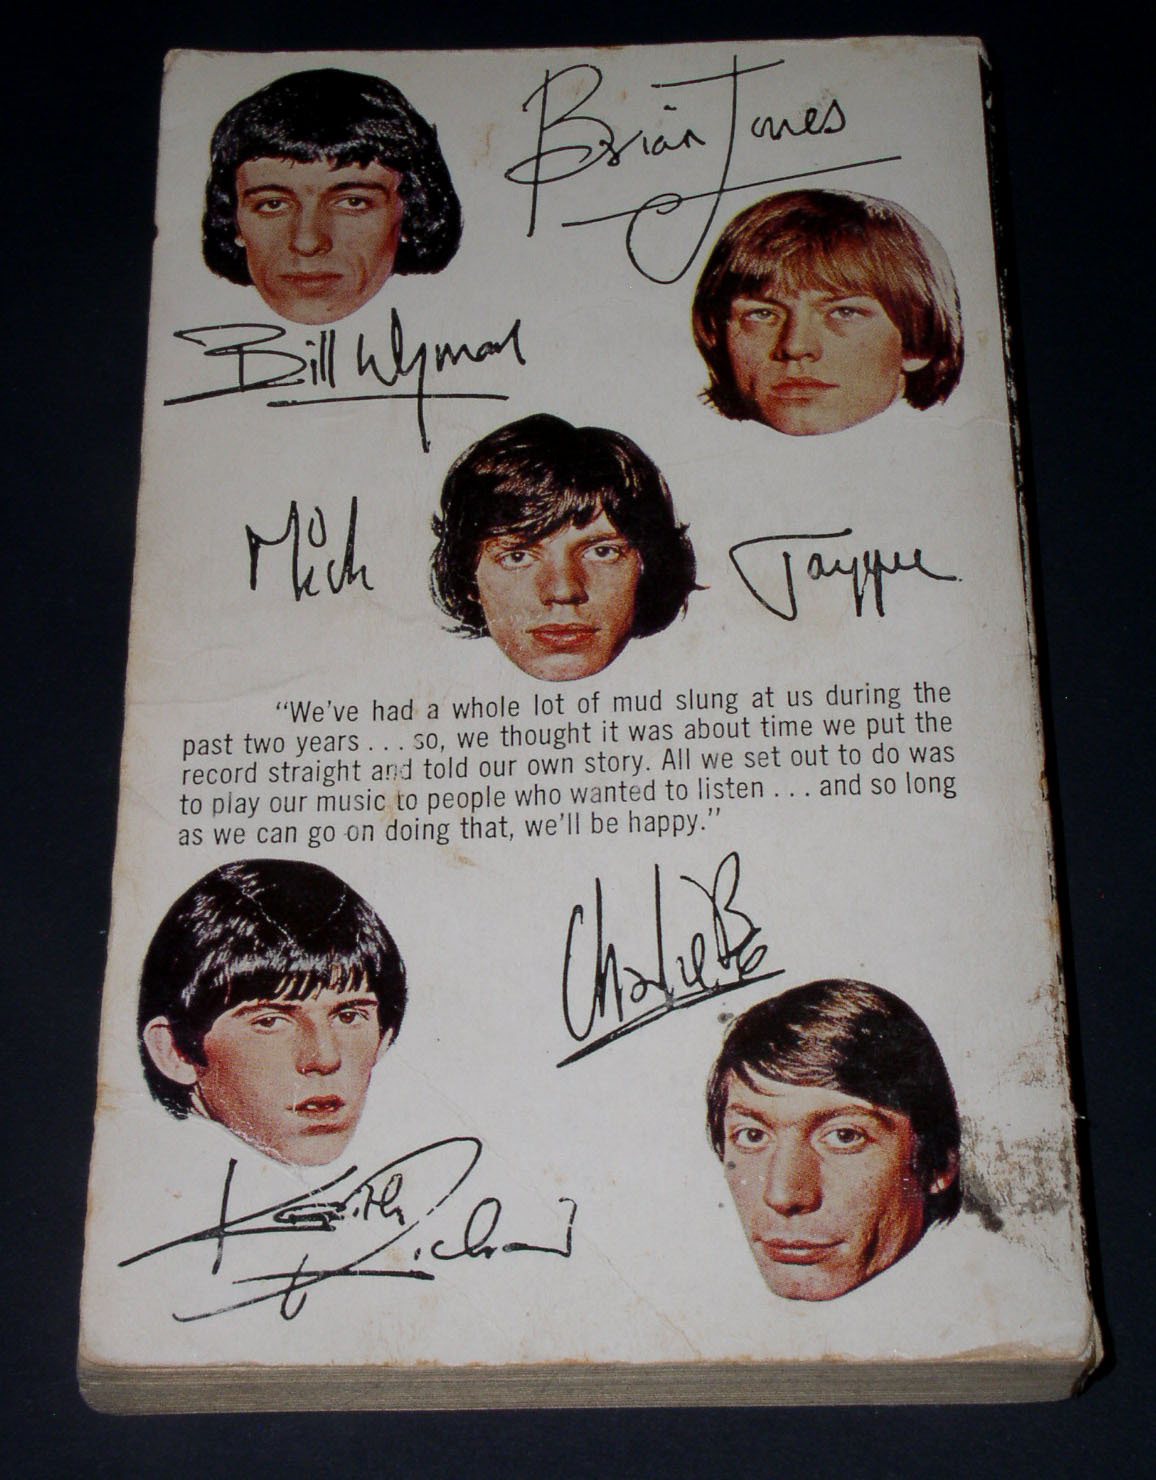 Brian Jones
Bill Wyman
Mick Jagger
"We've had a whole lot of mud slung at us during the
past two years . . . so, we thought it was about time we put the
record straight and told our own story. All we set out to do was
to play our music to people who wanted to listen . . . and so long
as we can go on doing that, we'll be happy."
Charlie B
Keith Richard